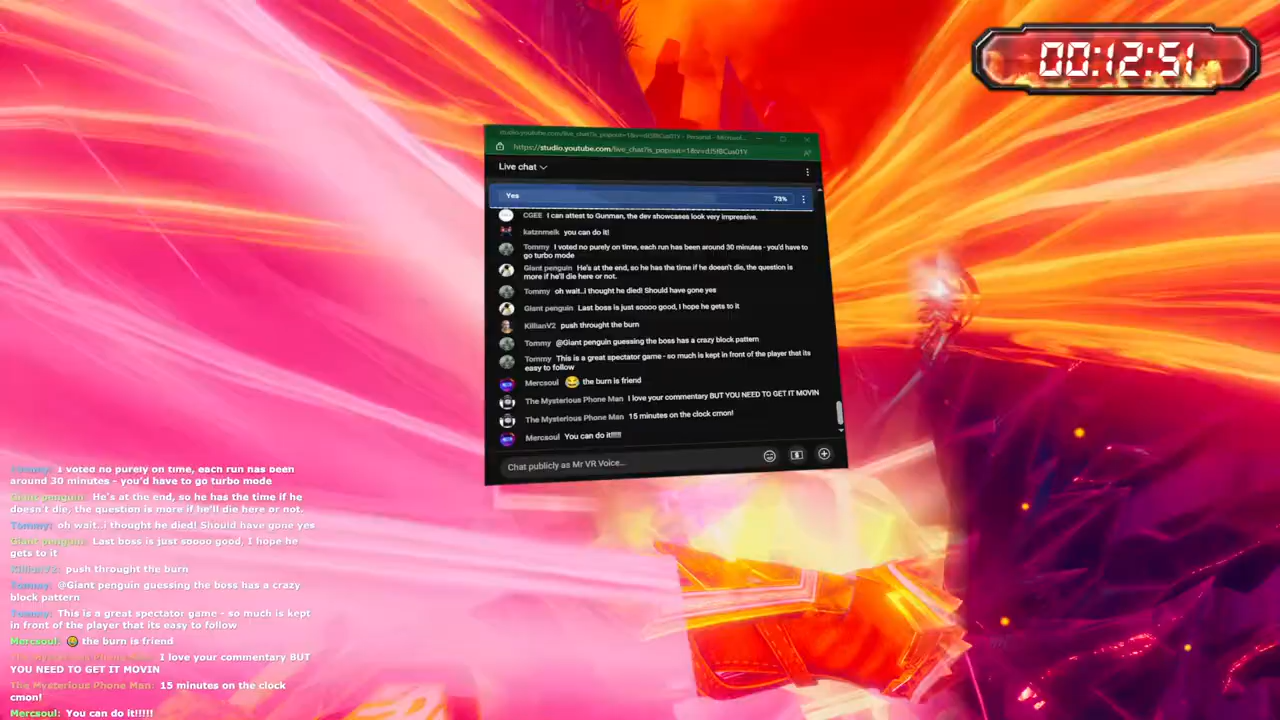 00:12:51
studio.youtube.com/live_chat?is_popout=1&v=dJSfBCus01Y - Personal - Microsoft...
https://studio.youtube.com/live_chat?is_popout=1&v=dJSfBCus01Y
Live chat
Yes 73%
CGEE I can attest to Gunman, the dev showcases look very impressive.
katznmelk you can do it!
Tommy I voted no purely on time, each run has been around 30 minutes - you'd have to
go turbo mode
Giant penguin He's at the end, so he has the time if he doesn't die, the question is
more if he'll die here or not.
Tommy oh wait..i thought he died! Should have gone yes
Giant penguin Last boss is just soooo good, I hope he gets to it
KillianV2 push throught the burn
Tommy @Giant penguin guessing the boss has a crazy block pattern
Tommy This is a great spectator game - so much is kept in front of the player that its
easy to follow
Mercsoul 😂 the burn is friend
The Mysterious Phone Man I love your commentary BUT YOU NEED TO GET IT MOVIN
The Mysterious Phone Man 15 minutes on the clock cmon!
Mercsoul You can do it!!!!!
Chat publicly as Mr VR Voice...
Tommy: I voted no purely on time, each run has been
around 30 minutes - you'd have to go turbo mode
Giant penguin: He's at the end, so he has the time if he
doesn't die, the question is more if he'll die here or not.
Tommy: oh wait..i thought he died! Should have gone yes
Giant penguin: Last boss is just soooo good, I hope he
gets to it
KillianV2: push throught the burn
Tommy: @Giant penguin guessing the boss has a crazy
block pattern
Tommy: This is a great spectator game - so much is kept
in front of the player that its easy to follow
Mercsoul: 😂 the burn is friend
The Mysterious Phone Man: I love your commentary BUT
YOU NEED TO GET IT MOVIN
The Mysterious Phone Man: 15 minutes on the clock
cmon!
Mercsoul: You can do it!!!!!